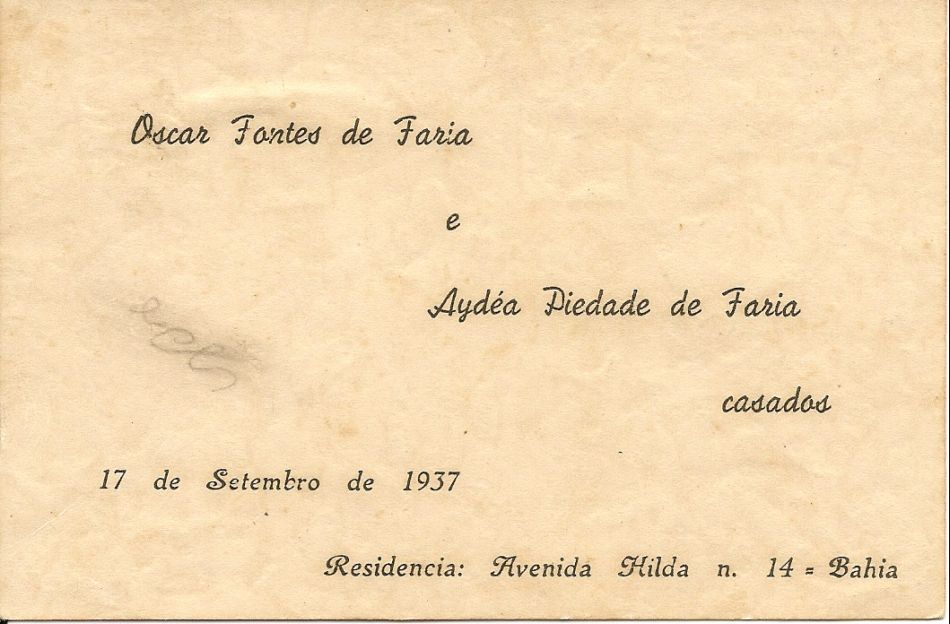 Oscar Fontes de Faria
e
Aydéa Piedade de Faria
casados
17 de Setembro de 1937
Residencia: Avenida Hilda n. 14 = Bahia